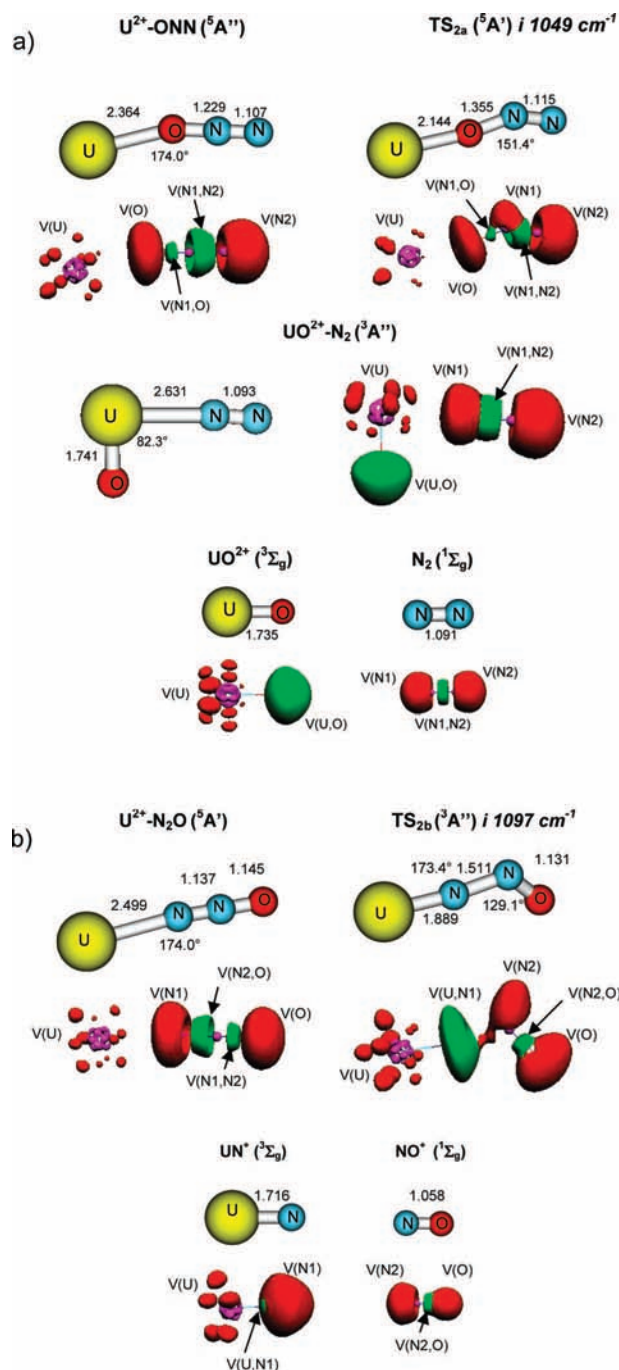 a)
U²⁺-ONN (⁵A'') TS₂ₐ (⁵A') i 1049 cm⁻¹
2.364 1.229 1.107
U O N N
174.0°
2.144 1.355 1.115
U O N N
151.4°
V(U) V(O) V(N1,N2) V(N2)
V(N1,O)
V(U) V(N1,O) V(N1) V(N2)
V(O) V(N1,N2)
UO²⁺-N₂ (³A'')
2.631 1.093
U N N
1.741 82.3°
O
V(U) V(N1) V(N1,N2)
V(N2)
V(U,O)
UO²⁺ (³Σg) N₂ (¹Σg)
U O N N
1.735 1.091
V(U) V(N1) V(N2)
V(U,O) V(N1,N2)
b)
U²⁺-N₂O (⁵A') TS₂b (³A'') i 1097 cm⁻¹
2.499 1.137 1.145
U N N O
174.0°
173.4° 1.511 1.131
U N N O
1.889 129.1°
V(U) V(N1) V(N2,O) V(O)
V(N1,N2)
V(U) V(U,N1) V(N2) V(N2,O)
V(O)
UN⁺ (³Σg) NO⁺ (¹Σg)
1.716 1.058
U N N O
V(U) V(N1) V(N2) V(O)
V(U,N1) V(N2,O)